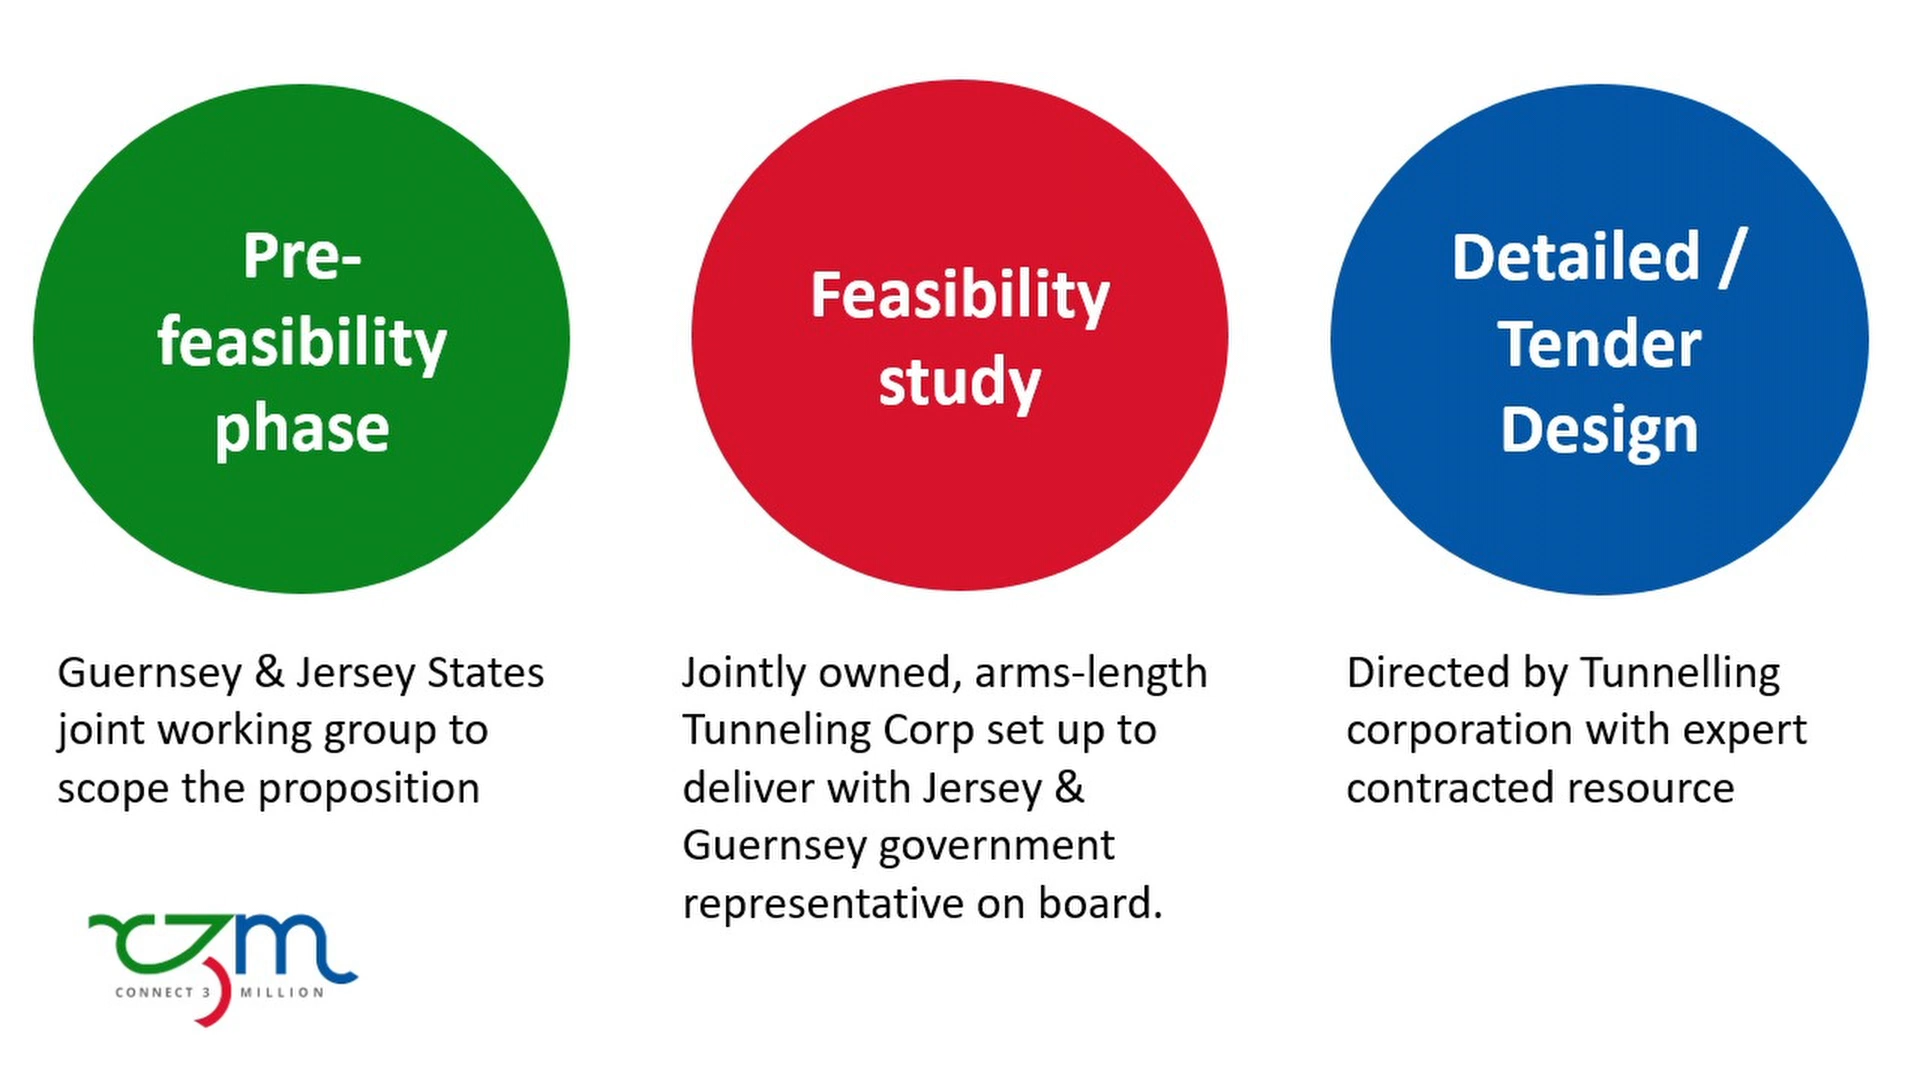 Pre-
feasibility
phase
Feasibility
study
Detailed /
Tender
Design
Guernsey & Jersey States
joint working group to
scope the proposition
Jointly owned, arms-length
Tunneling Corp set up to
deliver with Jersey &
Guernsey government
representative on board.
Directed by Tunnelling
corporation with expert
contracted resource
c3m
CONNECT 3 MILLION